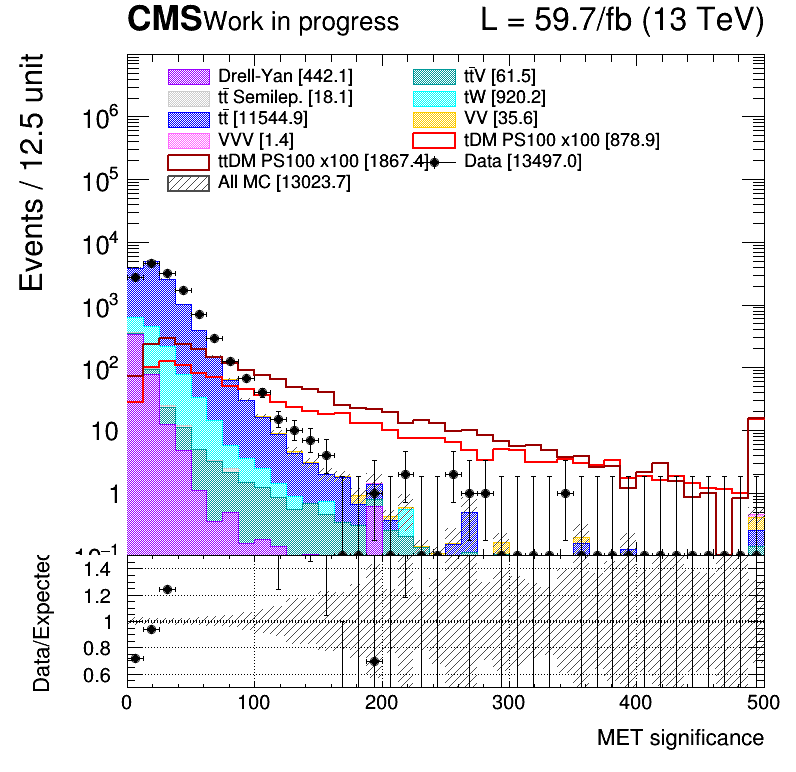 CMS Work in progress L = 59.7/fb (13 TeV)
Events / 12.5 unit
Drell-Yan [442.1] tt̄V [61.5]
tt̄ Semilep. [18.1] tW [920.2]
tt̄ [11544.9] VV [35.6]
VVV [1.4] tDM PS100 x100 [878.9]
ttDM PS100 x100 [1867.4] Data [13497.0]
All MC [13023.7]
10⁶
10⁵
10⁴
10³
10²
10
1
10⁻¹
Data/Expected
1.4
1.2
1
0.8
0.6
0 100 200 300 400 500
MET significance